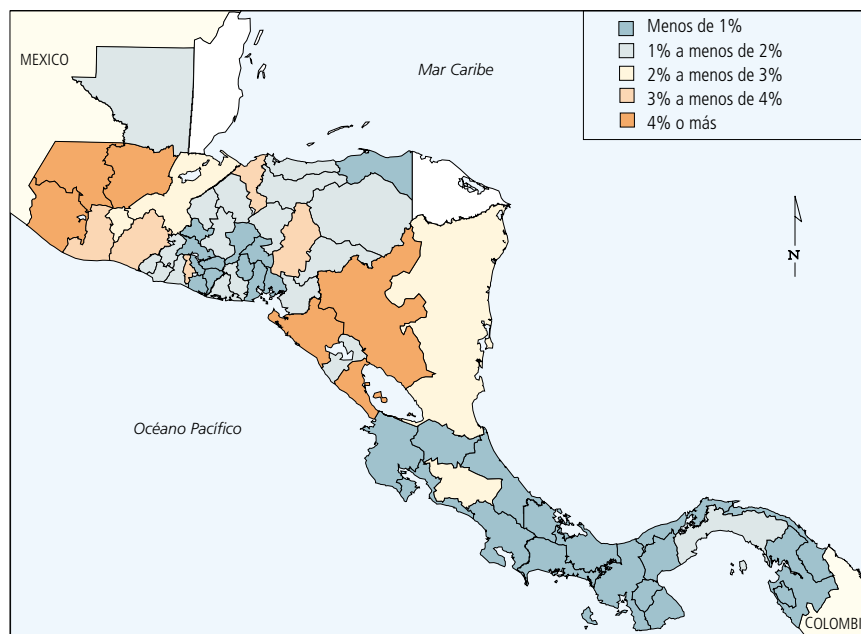 Menos de 1%
1% a menos de 2%
2% a menos de 3%
3% a menos de 4%
4% o más
MEXICO
Mar Caribe
N
Océano Pacífico
COLOMBI